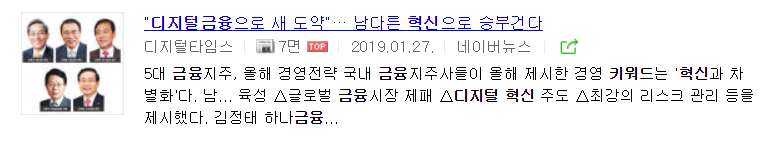 "디지털금융으로 새 도약"… 남다른 혁신으로 승부건다
디지털타임스 7면 TOP 2019.01.27. 네이버뉴스
5대 금융지주, 올해 경영전략 국내 금융지주사들이 올해 제시한 경영 키워드는 '혁신과 차
별화'다. 남... 육성 △글로벌 금융시장 제패 △디지털 혁신 주도 △최강의 리스크 관리 등을
제시했다. 김정태 하나금융...